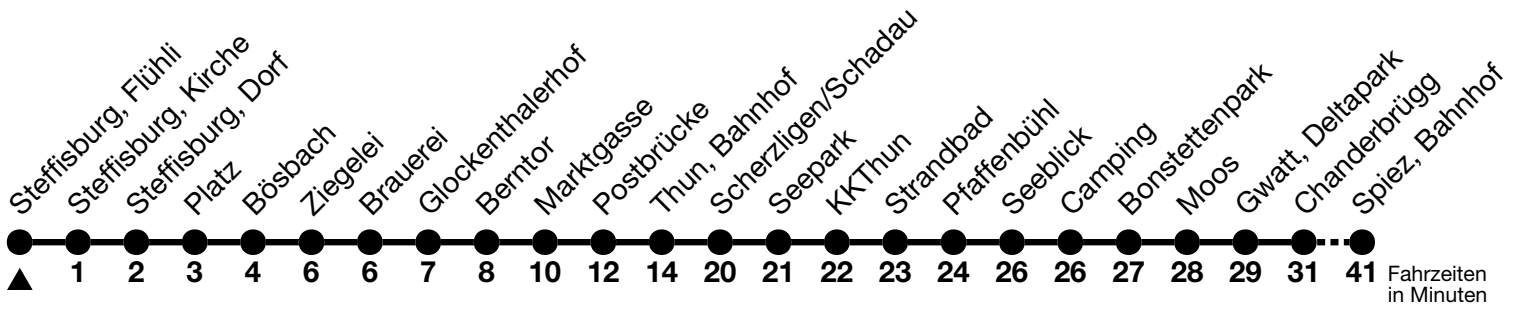 Steffisburg, Flühli
Steffisburg, Kirche
Steffisburg, Dorf
Platz
Bösbach
Ziegelei
Brauerei
Glockenthalerhof
Berntor
Marktgasse
Postbrücke
Thun, Bahnhof
Scherzligen/Schadau
Seepark
KKThun
Strandbad
Pfaffenbühl
Seeblick
Camping
Bonstettenpark
Moos
Gwatt, Deltapark
Chanderbrügg
Spiez, Bahnhof
1 2 3 4 6 6 7 8 10 12 14 20 21 22 23 24 26 26 27 28 29 31 41
Fahrzeiten
in Minuten